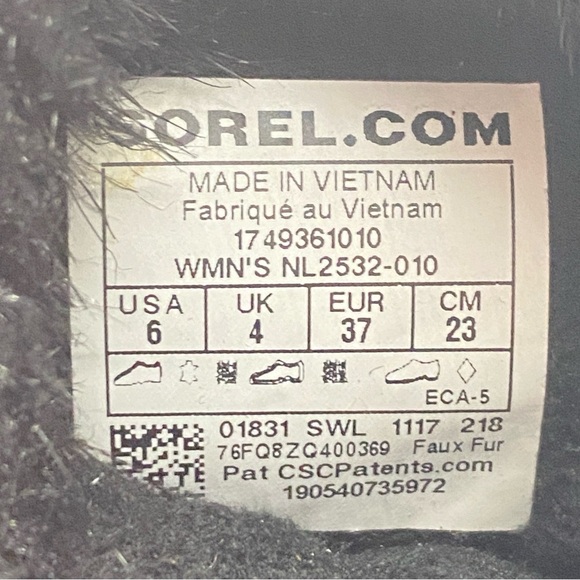 SOREL.COM
MADE IN VIETNAM
Fabriqué au Vietnam
1749361010
WMN'S NL2532-010
USA UK EUR CM
6 4 37 23
ECA-5
01831 SWL 1117 218
76FQ8ZQ400369 Faux Fur
Pat CSCPatents.com
190540735972